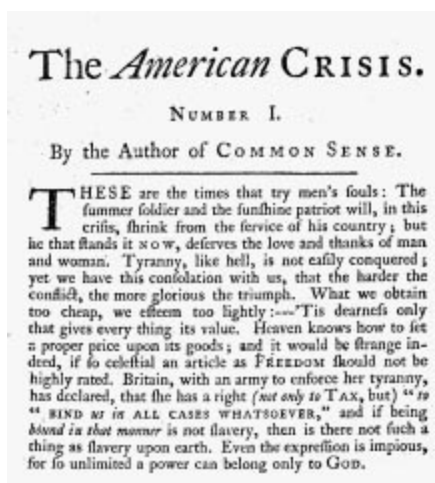 The American CRISIS.
NUMBER I.
By the Author of COMMON SENSE.
THESE are the times that try men's ſouls: The
ſummer ſoldier and the ſunſhine patriot will, in this
criſis, ſhrink from the ſervice of his country; but
he that ſtands it NOW, deſerves the love and thanks of man
and woman. Tyranny, like hell, is not eaſily conquered;
yet we have this conſolation with us, that the harder the
conflict, the more glorious the triumph. What we obtain
too cheap, we eſteem too lightly:---'Tis dearneſs only
that gives every thing its value. Heaven knows how to ſet
a proper price upon its goods; and it would be ſtrange in-
deed, if ſo celeſtial an article as FREEDOM ſhould not be
highly rated. Britain, with an army to enforce her tyranny,
has declared, that ſhe has a right (not only to TAX, but) "to
" BIND us in ALL CASES WHATSOEVER," and if being
bound in that manner is not ſlavery, then is there not ſuch a
thing as ſlavery upon earth. Even the expreſſion is impious,
for ſo unlimited a power can belong only to GOD.